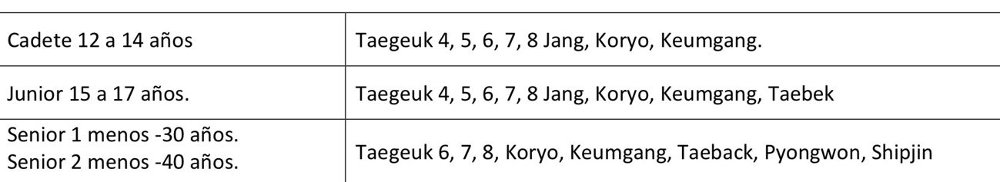 Cadete 12 a 14 años
Taegeuk 4, 5, 6, 7, 8 Jang, Koryo, Keumgang.
Junior 15 a 17 años.
Taegeuk 4, 5, 6, 7, 8 Jang, Koryo, Keumgang, Taebek
Senior 1 menos -30 años.
Senior 2 menos -40 años.
Taegeuk 6, 7, 8, Koryo, Keumgang, Taeback, Pyongwon, Shipjin